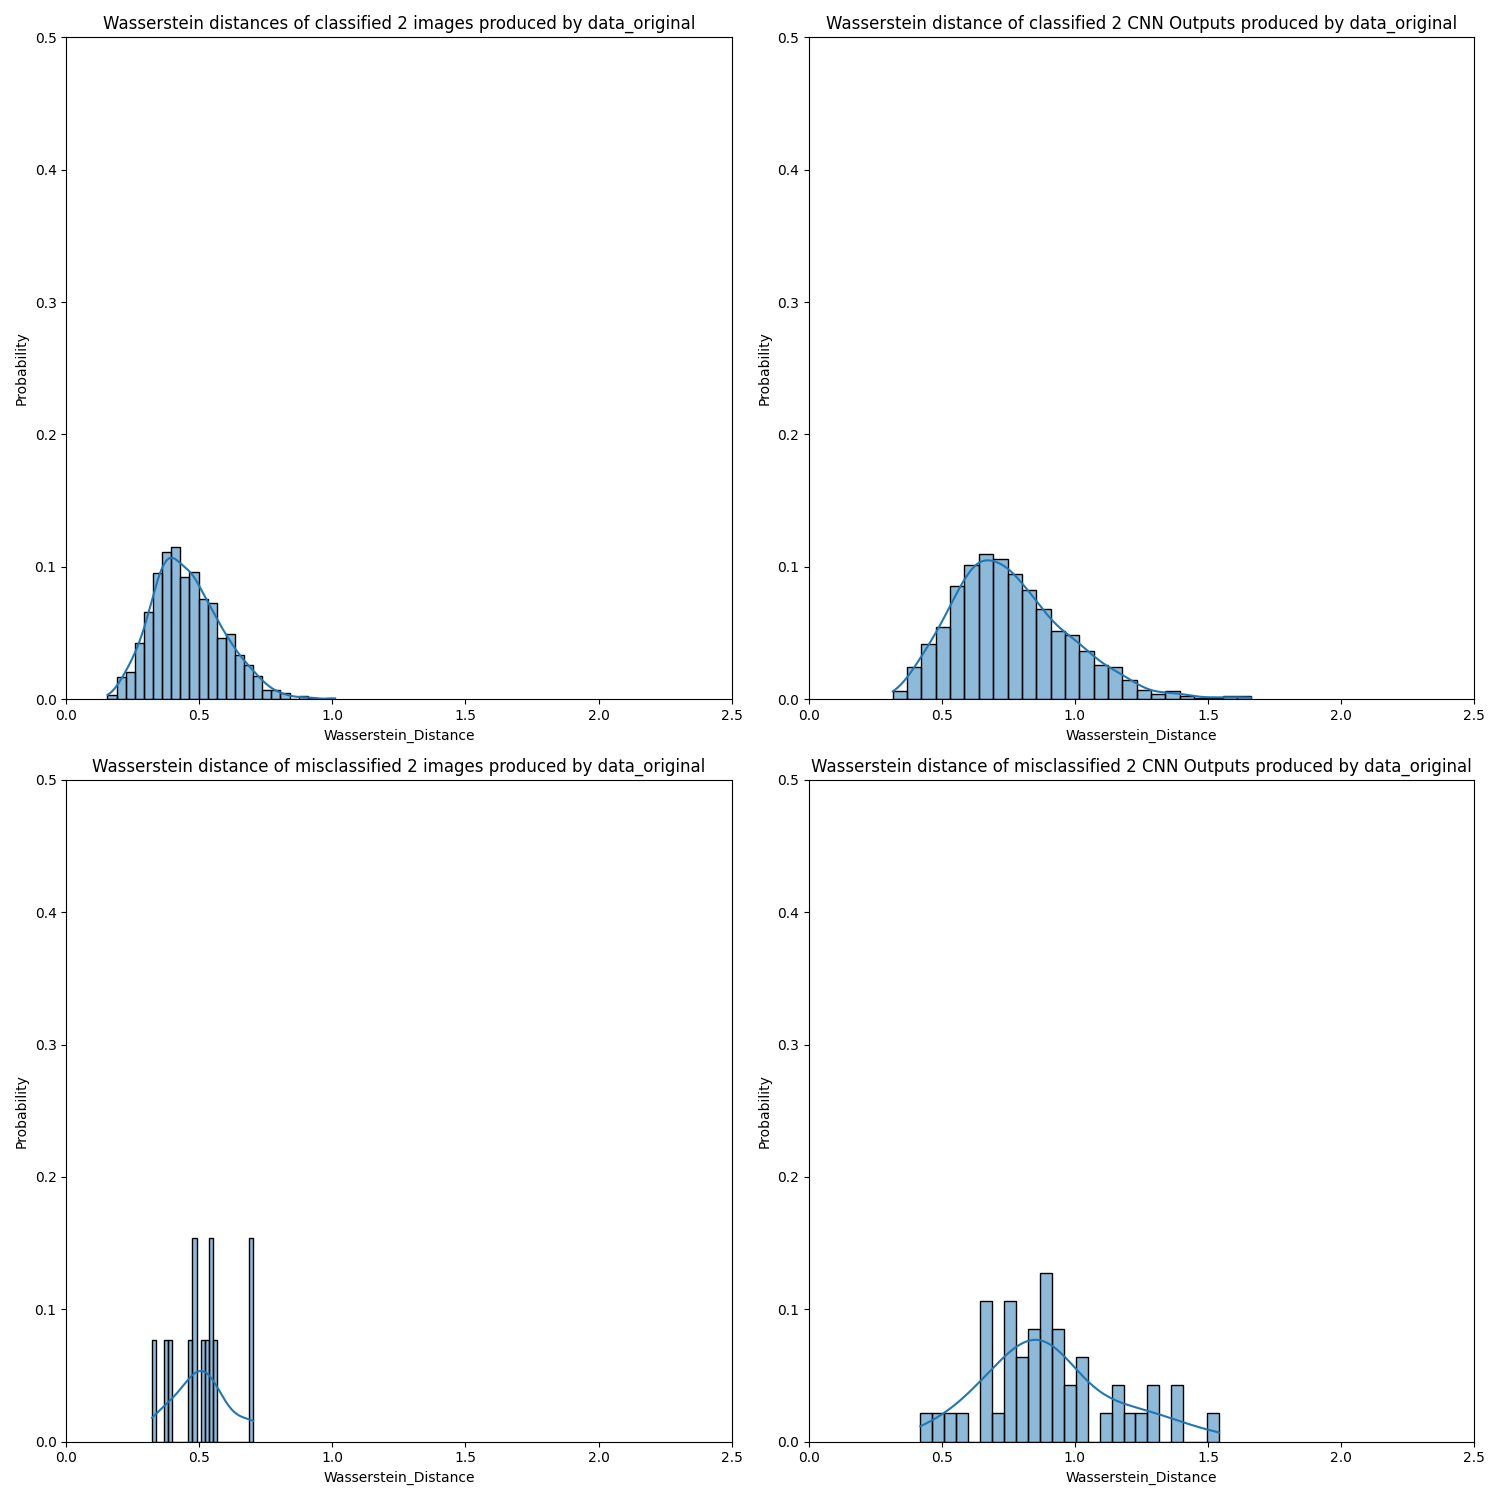 Wasserstein distances of classified 2 images produced by data_original
0.5
0.4
0.3
0.2
0.1
0.0
Probability
0.0 0.5 1.0 1.5 2.0 2.5
Wasserstein_Distance
Wasserstein distance of classified 2 CNN Outputs produced by data_original
0.5
0.4
0.3
0.2
0.1
0.0
Probability
0.0 0.5 1.0 1.5 2.0 2.5
Wasserstein_Distance
Wasserstein distance of misclassified 2 images produced by data_original
0.5
0.4
0.3
0.2
0.1
0.0
Probability
0.0 0.5 1.0 1.5 2.0 2.5
Wasserstein_Distance
Wasserstein distance of misclassified 2 CNN Outputs produced by data_original
0.5
0.4
0.3
0.2
0.1
0.0
Probability
0.0 0.5 1.0 1.5 2.0 2.5
Wasserstein_Distance